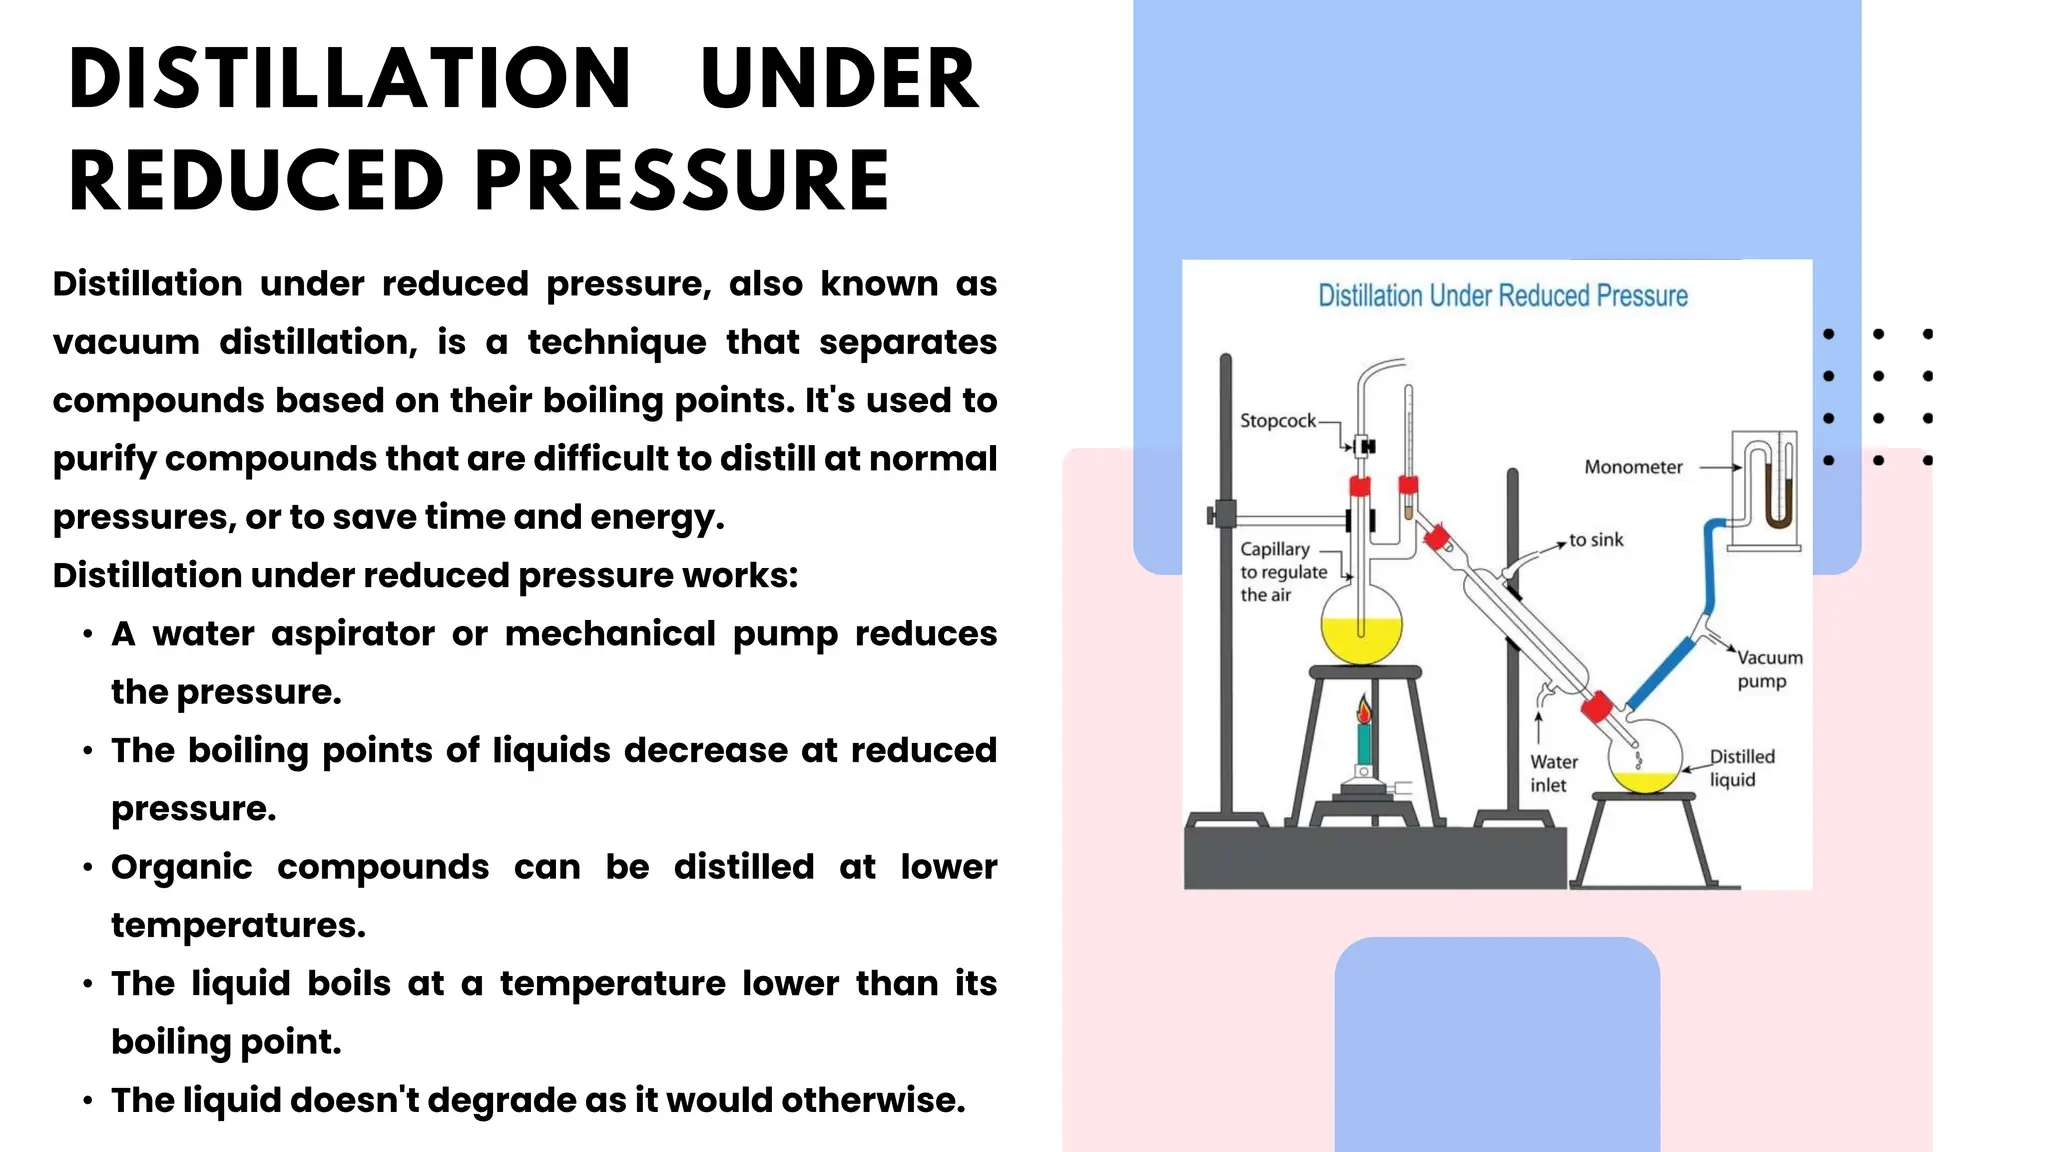 DISTILLATION UNDER
REDUCED PRESSURE
Distillation under reduced pressure, also known as
vacuum distillation, is a technique that separates
compounds based on their boiling points. It's used to
purify compounds that are difficult to distill at normal
pressures, or to save time and energy.
Distillation under reduced pressure works:
• A water aspirator or mechanical pump reduces
the pressure.
• The boiling points of liquids decrease at reduced
pressure.
• Organic compounds can be distilled at lower
temperatures.
• The liquid boils at a temperature lower than its
boiling point.
• The liquid doesn't degrade as it would otherwise.
Distillation Under Reduced Pressure
Stopcock
Monometer
to sink
Capillary
to regulate
the air
Vacuum
pump
Water
inlet
Distilled
liquid